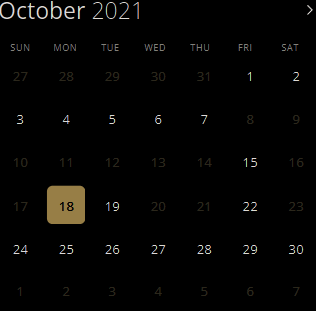 October 2021
SUN MON TUE WED THU FRI SAT
27 28 29 30 31 1 2
3 4 5 6 7 8 9
10 11 12 13 14 15 16
17 18 19 20 21 22 23
24 25 26 27 28 29 30
1 2 3 4 5 6 7